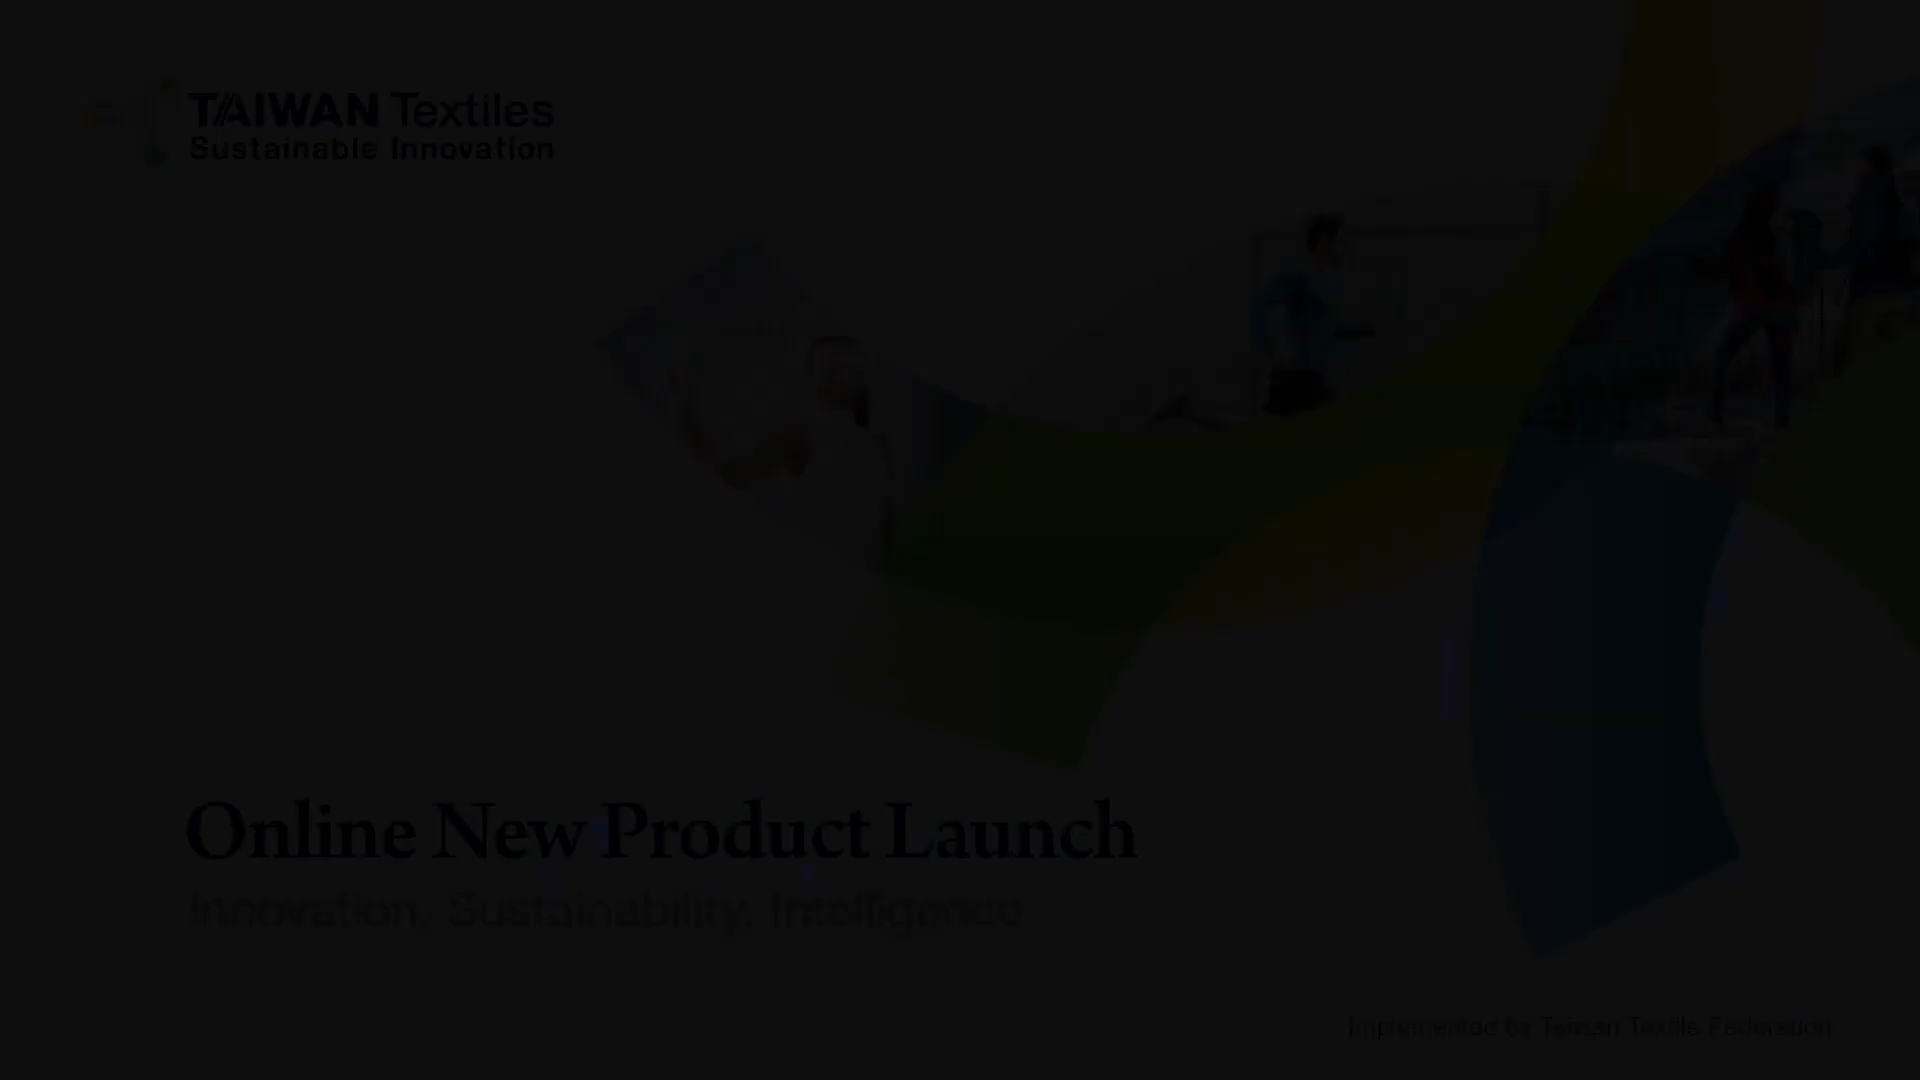 TAIWAN Textiles
Sustainable Innovation
Online New Product Launch
Innovation. Sustainability. Intelligence
Implemented by Taiwan Textile Federation